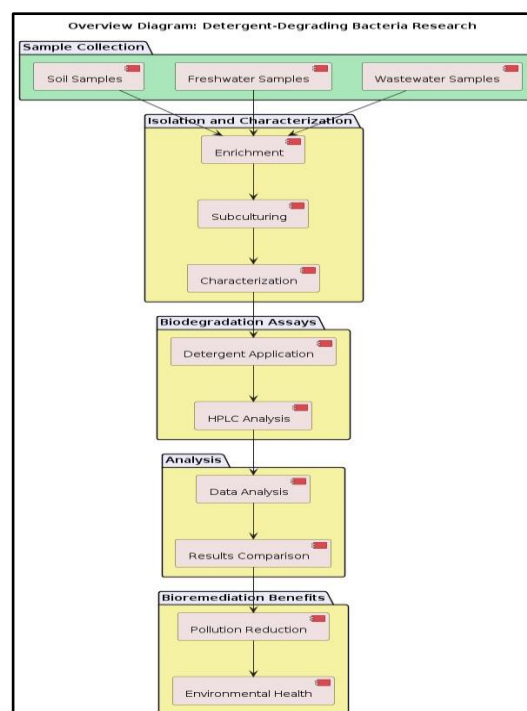 Overview Diagram: Detergent-Degrading Bacteria Research
Sample Collection
Soil Samples
Freshwater Samples
Wastewater Samples
Isolation and Characterization
Enrichment
Subculturing
Characterization
Biodegradation Assays
Detergent Application
HPLC Analysis
Analysis
Data Analysis
Results Comparison
Bioremediation Benefits
Pollution Reduction
Environmental Health